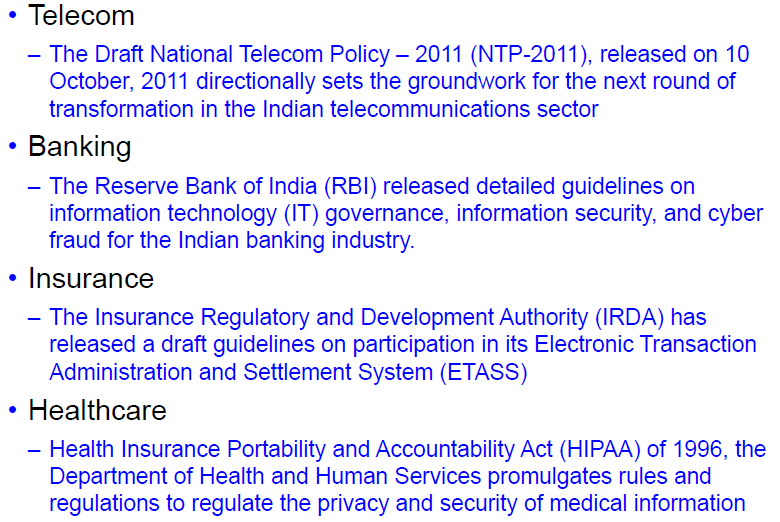 • Telecom
– The Draft National Telecom Policy – 2011 (NTP-2011), released on 10
October, 2011 directionally sets the groundwork for the next round of
transformation in the Indian telecommunications sector
• Banking
– The Reserve Bank of India (RBI) released detailed guidelines on
information technology (IT) governance, information security, and cyber
fraud for the Indian banking industry.
• Insurance
– The Insurance Regulatory and Development Authority (IRDA) has
released a draft guidelines on participation in its Electronic Transaction
Administration and Settlement System (ETASS)
• Healthcare
– Health Insurance Portability and Accountability Act (HIPAA) of 1996, the
Department of Health and Human Services promulgates rules and
regulations to regulate the privacy and security of medical information